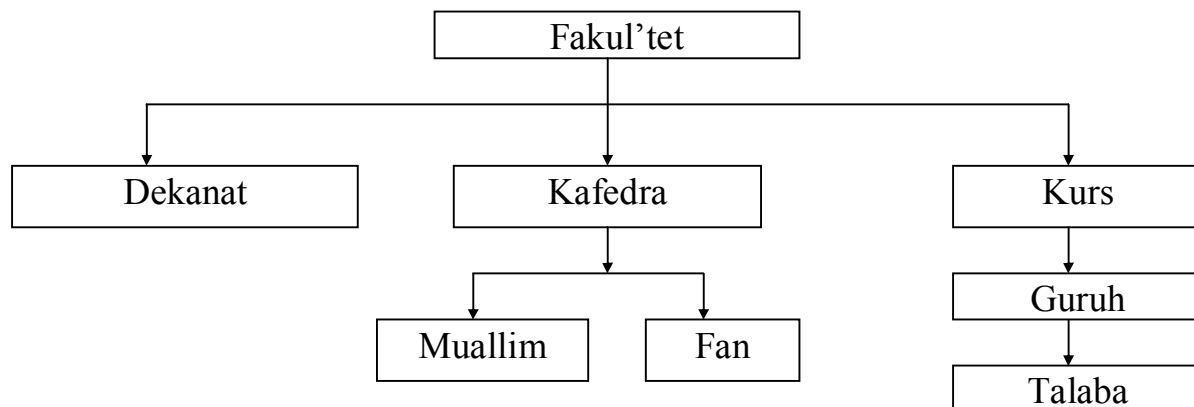 Fakul’tet
Dekanat
Kafedra
Kurs
Guruh
Muallim
Fan
Talaba